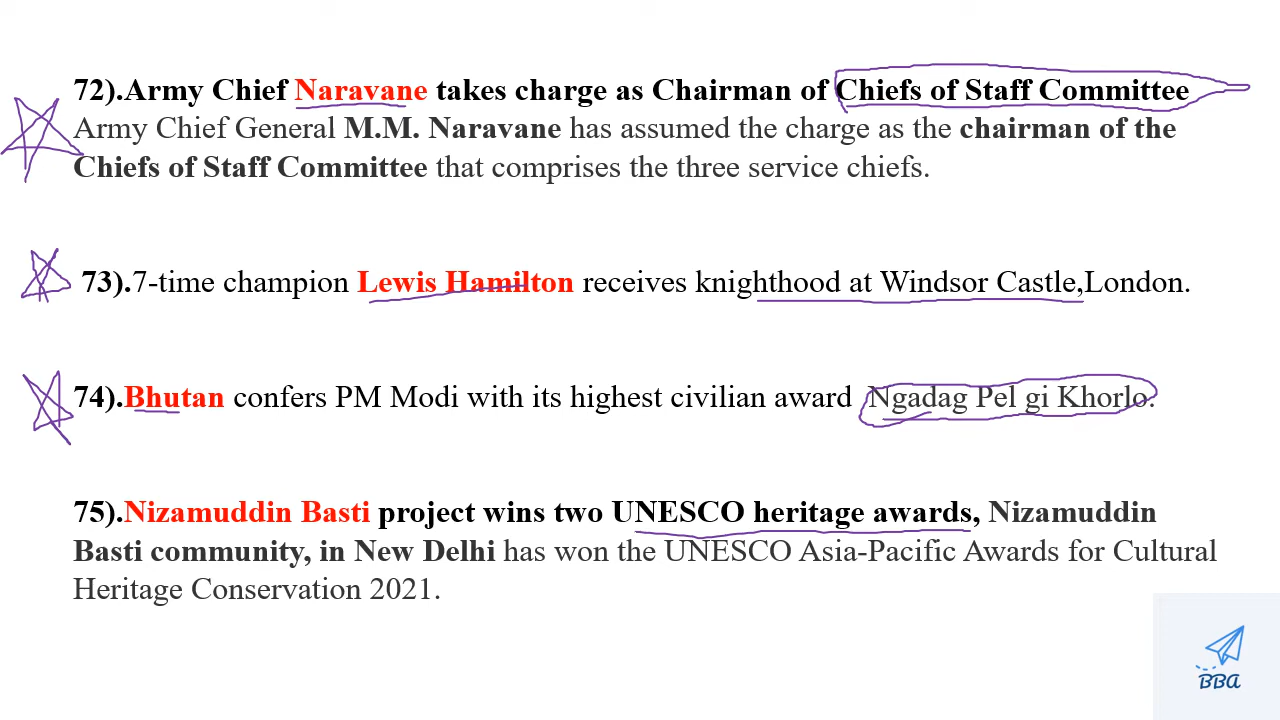 72).Army Chief Naravane takes charge as Chairman of Chiefs of Staff Committee
Army Chief General M.M. Naravane has assumed the charge as the chairman of the
Chiefs of Staff Committee that comprises the three service chiefs.
73).7-time champion Lewis Hamilton receives knighthood at Windsor Castle,London.
74).Bhutan confers PM Modi with its highest civilian award Ngadag Pel gi Khorlo.
75).Nizamuddin Basti project wins two UNESCO heritage awards, Nizamuddin
Basti community, in New Delhi has won the UNESCO Asia-Pacific Awards for Cultural
Heritage Conservation 2021.
BBA